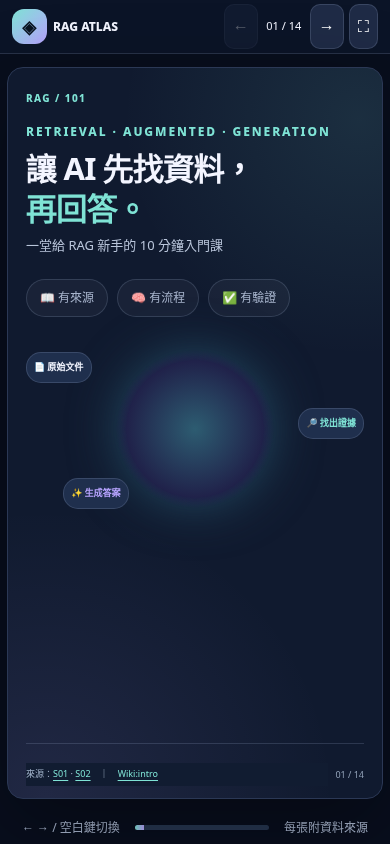 RAG ATLAS
← 01 / 14 →
RAG / 101
RETRIEVAL · AUGMENTED · GENERATION
讓 AI 先找資料，
再回答。
一堂給 RAG 新手的 10 分鐘入門課
📖 有來源 🧠 有流程 ✅ 有驗證
📄 原始文件
🔎 找出證據
✨ 生成答案
來源：S01 · S02 ｜ Wiki:intro 01 / 14
← → / 空白鍵切換 每張附資料來源